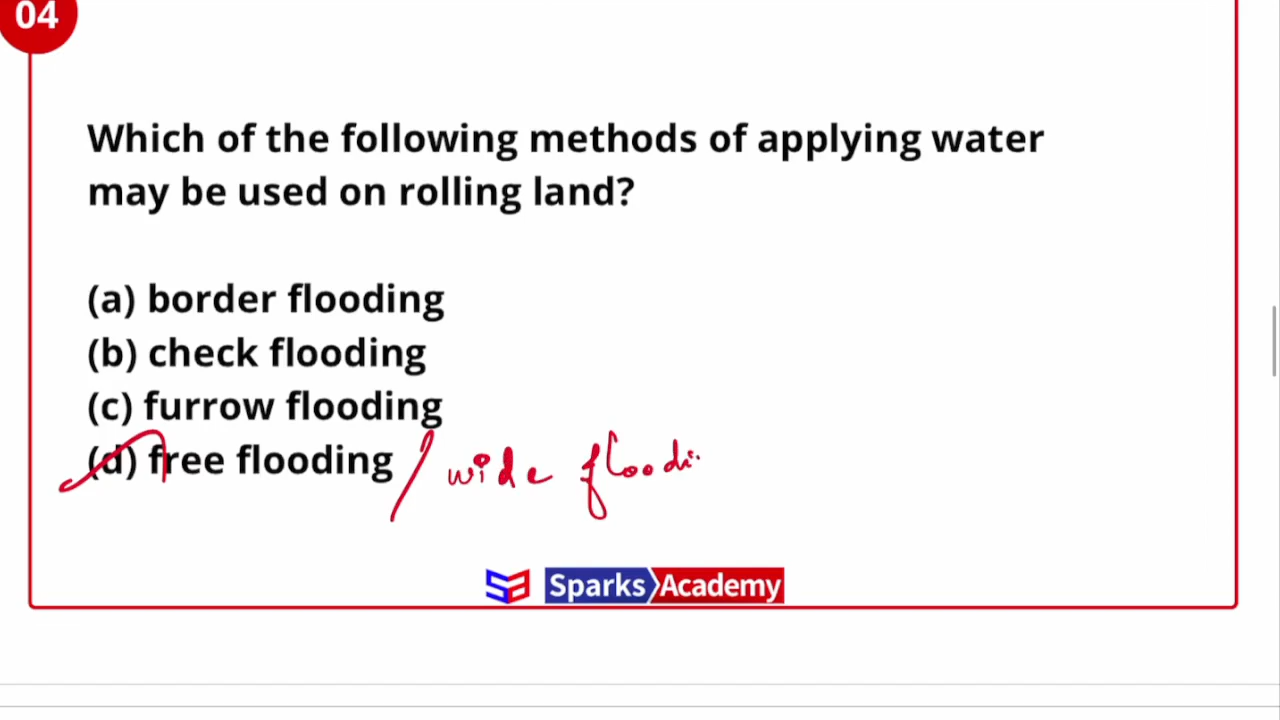 04
Which of the following methods of applying water
may be used on rolling land?
(a) border flooding
(b) check flooding
(c) furrow flooding
(d) free flooding / wide floodi
Sparks Academy